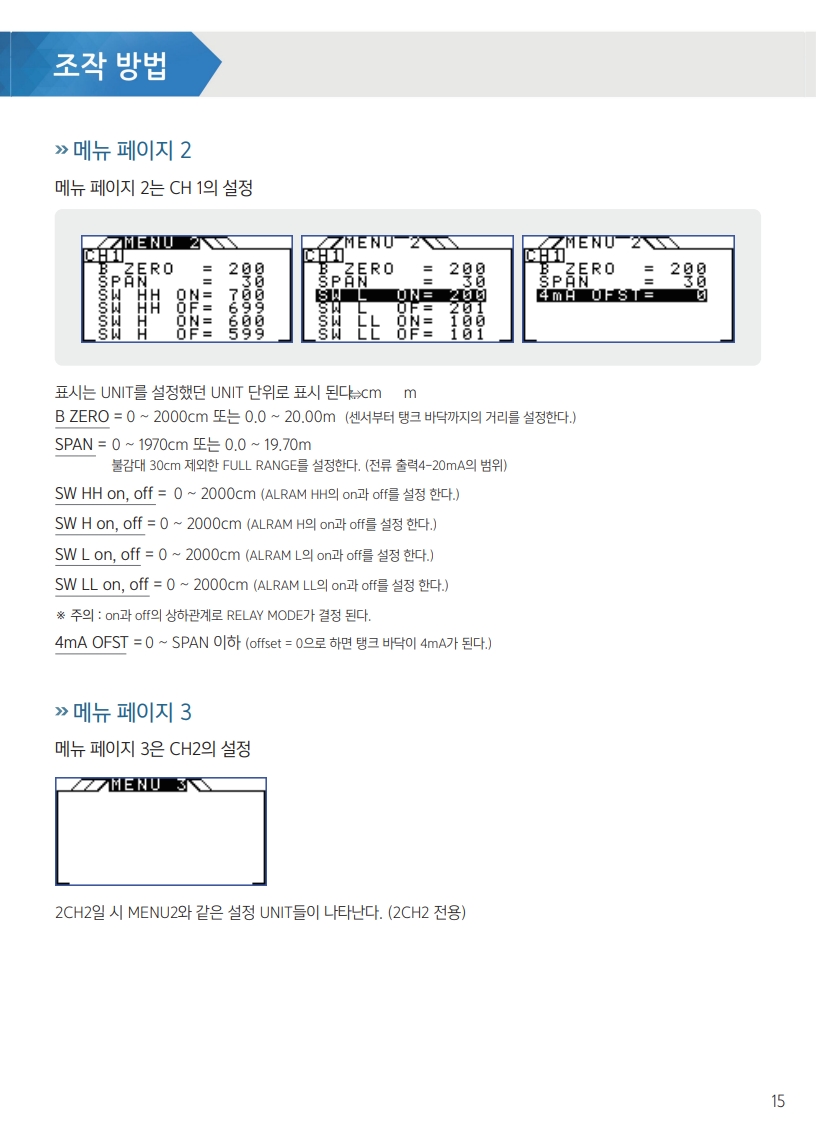 조작 방법
» 메뉴 페이지 2
메뉴 페이지 2는 CH 1의 설정
MENU 2
CH1
B ZERO = 200
SPAN = 30
SW HH ON= 700
SW HH OF= 699
SW H ON= 600
SW H OF= 599
MENU 2
CH1
B ZERO = 200
SPAN = 30
SW L ON= 200
SW L OF= 201
SW LL ON= 100
SW LL OF= 101
MENU 2
CH1
B ZERO = 200
SPAN = 30
4mA OFST= 0
표시는 UNIT를 설정했던 UNIT 단위로 표시 된다. cm m
B ZERO = 0 ~ 2000cm 또는 0.0 ~ 20.00m (센서부터 탱크 바닥까지의 거리를 설정한다.)
SPAN = 0 ~ 1970cm 또는 0.0 ~ 19.70m
불감대 30cm 제외한 FULL RANGE를 설정한다. (전류 출력4-20mA의 범위)
SW HH on, off = 0 ~ 2000cm (ALRAM HH의 on과 off를 설정 한다.)
SW H on, off = 0 ~ 2000cm (ALRAM H의 on과 off를 설정 한다.)
SW L on, off = 0 ~ 2000cm (ALRAM L의 on과 off를 설정 한다.)
SW LL on, off = 0 ~ 2000cm (ALRAM LL의 on과 off를 설정 한다.)
※ 주의 : on과 off의 상하관계로 RELAY MODE가 결정 된다.
4mA OFST = 0 ~ SPAN 이하 (offset = 0으로 하면 탱크 바닥이 4mA가 된다.)
» 메뉴 페이지 3
메뉴 페이지 3은 CH2의 설정
MENU 3
2CH2일 시 MENU2와 같은 설정 UNIT들이 나타난다. (2CH2 전용)
15